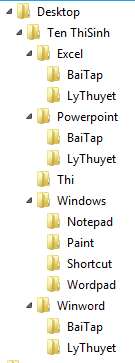 Desktop
Ten ThiSinh
Excel
BaiTap
LyThuyet
Powerpoint
BaiTap
LyThuyet
Thi
Windows
Notepad
Paint
Shortcut
Wordpad
Winword
BaiTap
LyThuyet